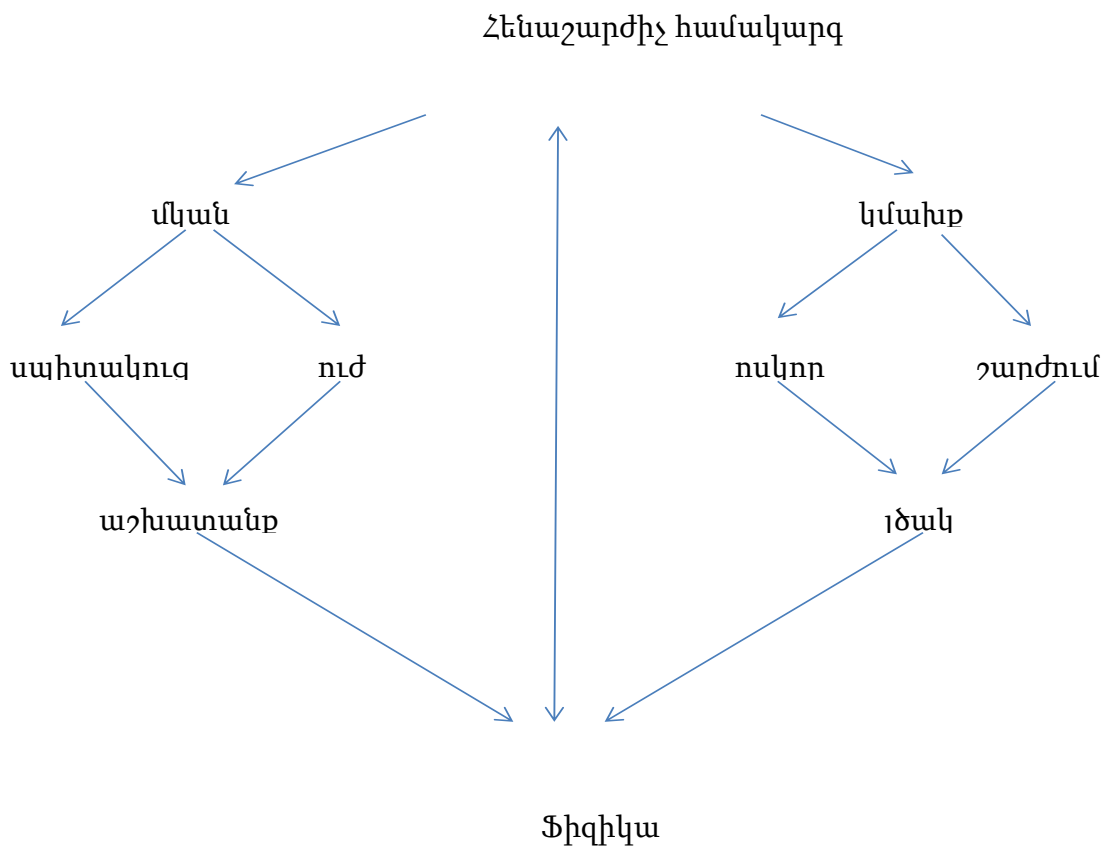 Հենաշարժիչ համակարգ
մկան
կմախք
սպիտակուց
ուժ
ոսկոր
շարժում
աշխատանք
լծակ
Ֆիզիկա